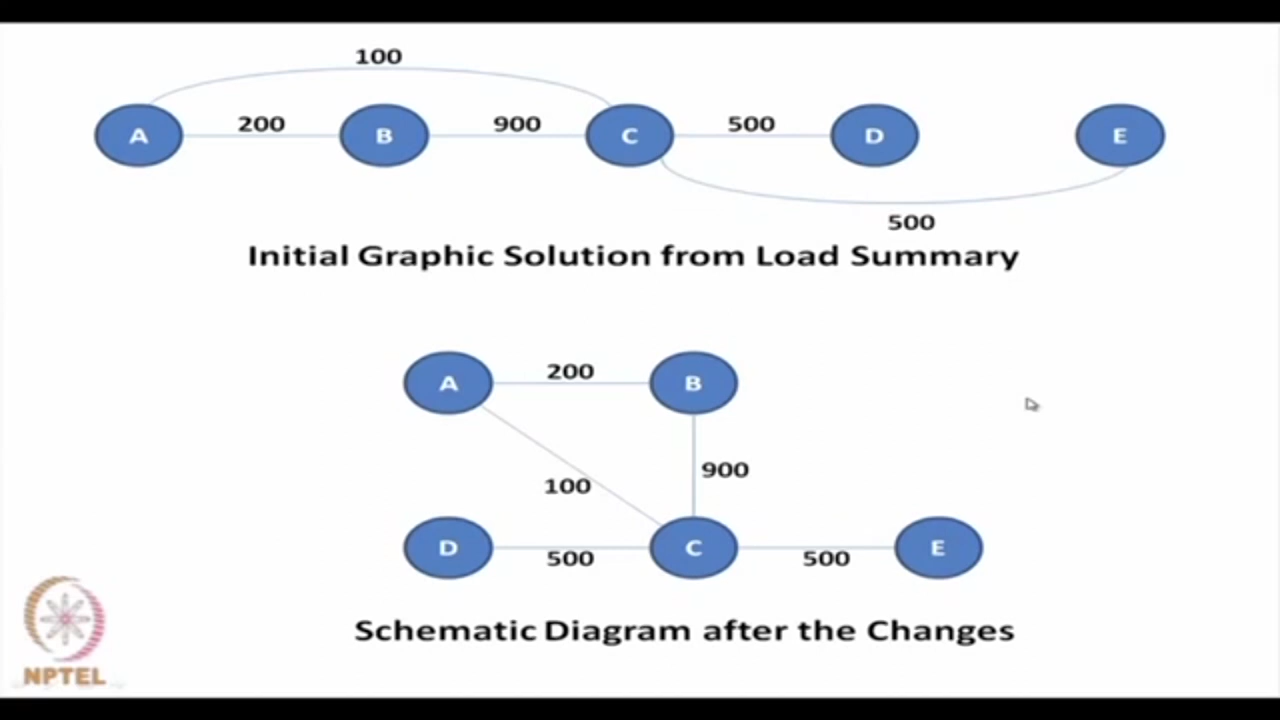 100
A 200 B 900 C 500 D E
500
Initial Graphic Solution from Load Summary
A 200 B
900
100
D 500 C 500 E
Schematic Diagram after the Changes
NPTEL